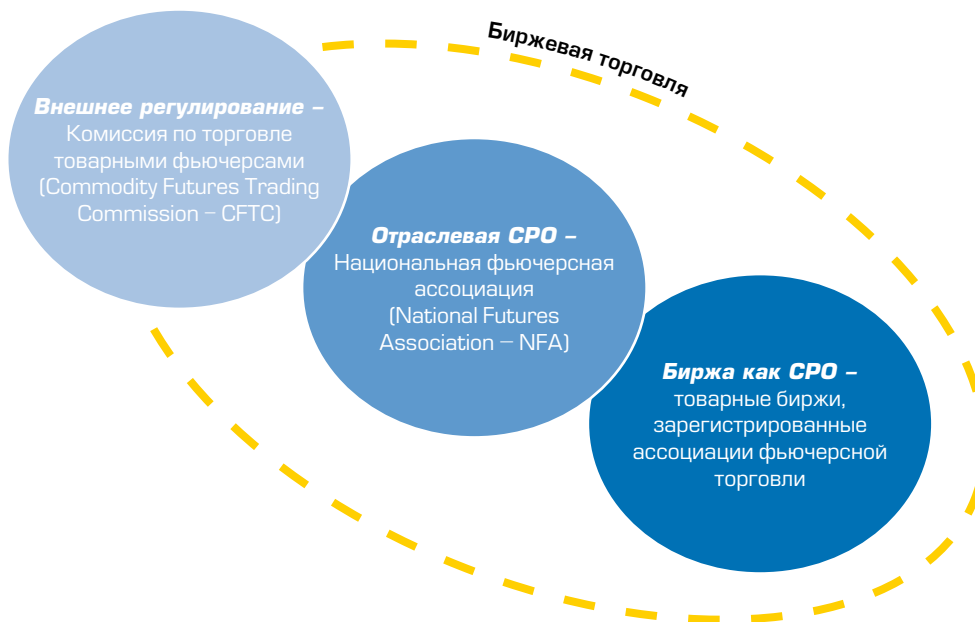 Биржевая торговля
Внешнее регулирование –
Комиссия по торговле
товарными фьючерсами
(Commodity Futures Trading
Commission – CFTC)
Отраслевая СРО –
Национальная фьючерсная
ассоциация
(National Futures
Association – NFA)
Биржа как СРО –
товарные биржи,
зарегистрированные
ассоциации фьючерсной
торговли